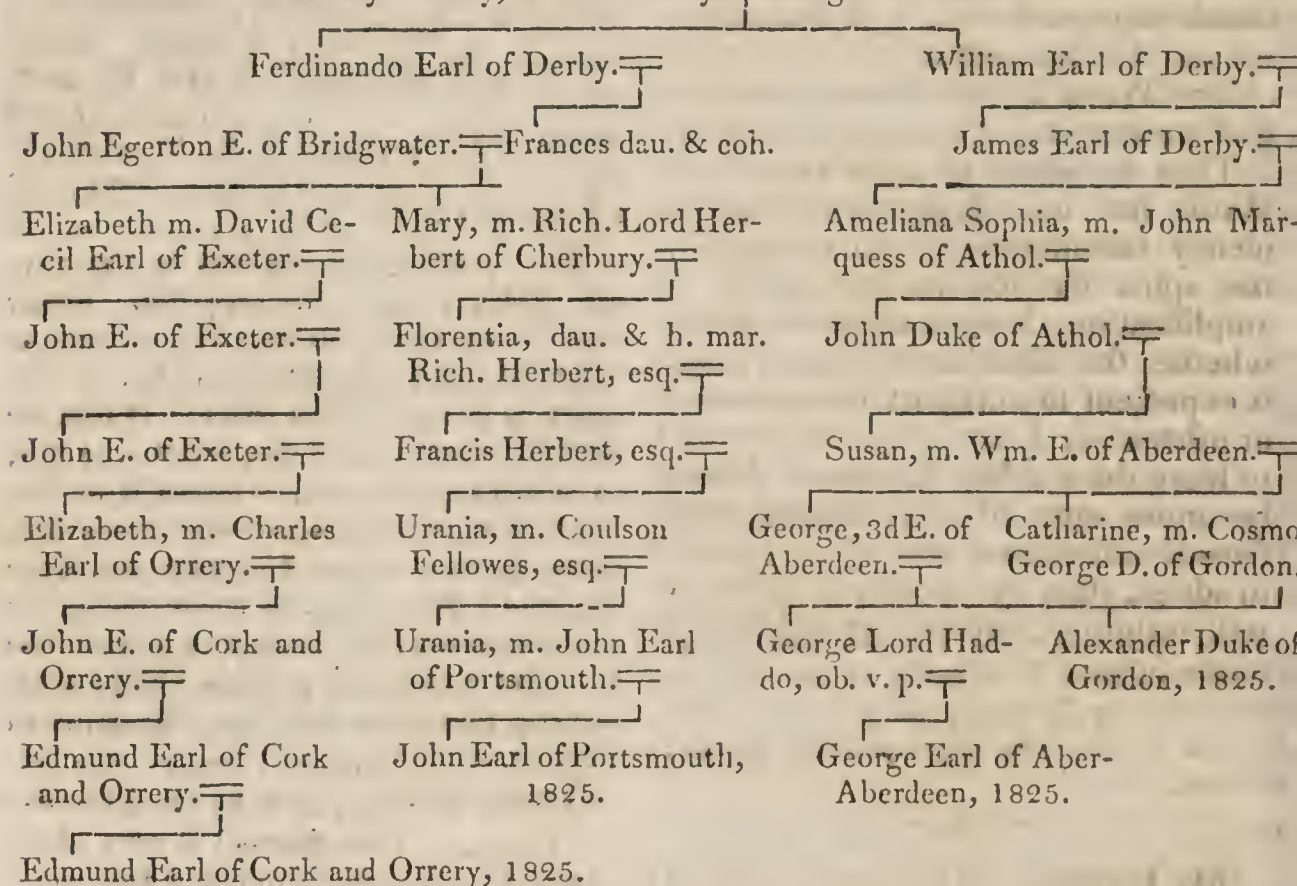 Ferdinando Earl of Derby. William Earl of Derby.
John Egerton E. of Bridgwater. Frances dau. & coh. James Earl of Derby.
Elizabeth m. David Ce- Mary, m. Rich. Lord Her- Ameliana Sophia, m. John Mar-
cil Earl of Exeter. bert of Cherbury. quess of Athol.
John E. of Exeter. Florentia, dau. & h. mar. John Duke of Athol.
Rich. Herbert, esq.
John E. of Exeter. Francis Herbert, esq. Susan, m. Wm. E. of Aberdeen.
Elizabeth, m. Charles Urania, m. Coulson George, 3d E. of Catharine, m. Cosmo
Earl of Orrery. Fellowes, esq. Aberdeen. George D. of Gordon.
John E. of Cork and Urania, m. John Earl George Lord Had- Alexander Duke of
Orrery. of Portsmouth. do, ob. v. p. Gordon, 1825.
Edmund Earl of Cork John Earl of Portsmouth, George Earl of Aber-
and Orrery. 1825. Aberdeen, 1825.
Edmund Earl of Cork and Orrery, 1825.